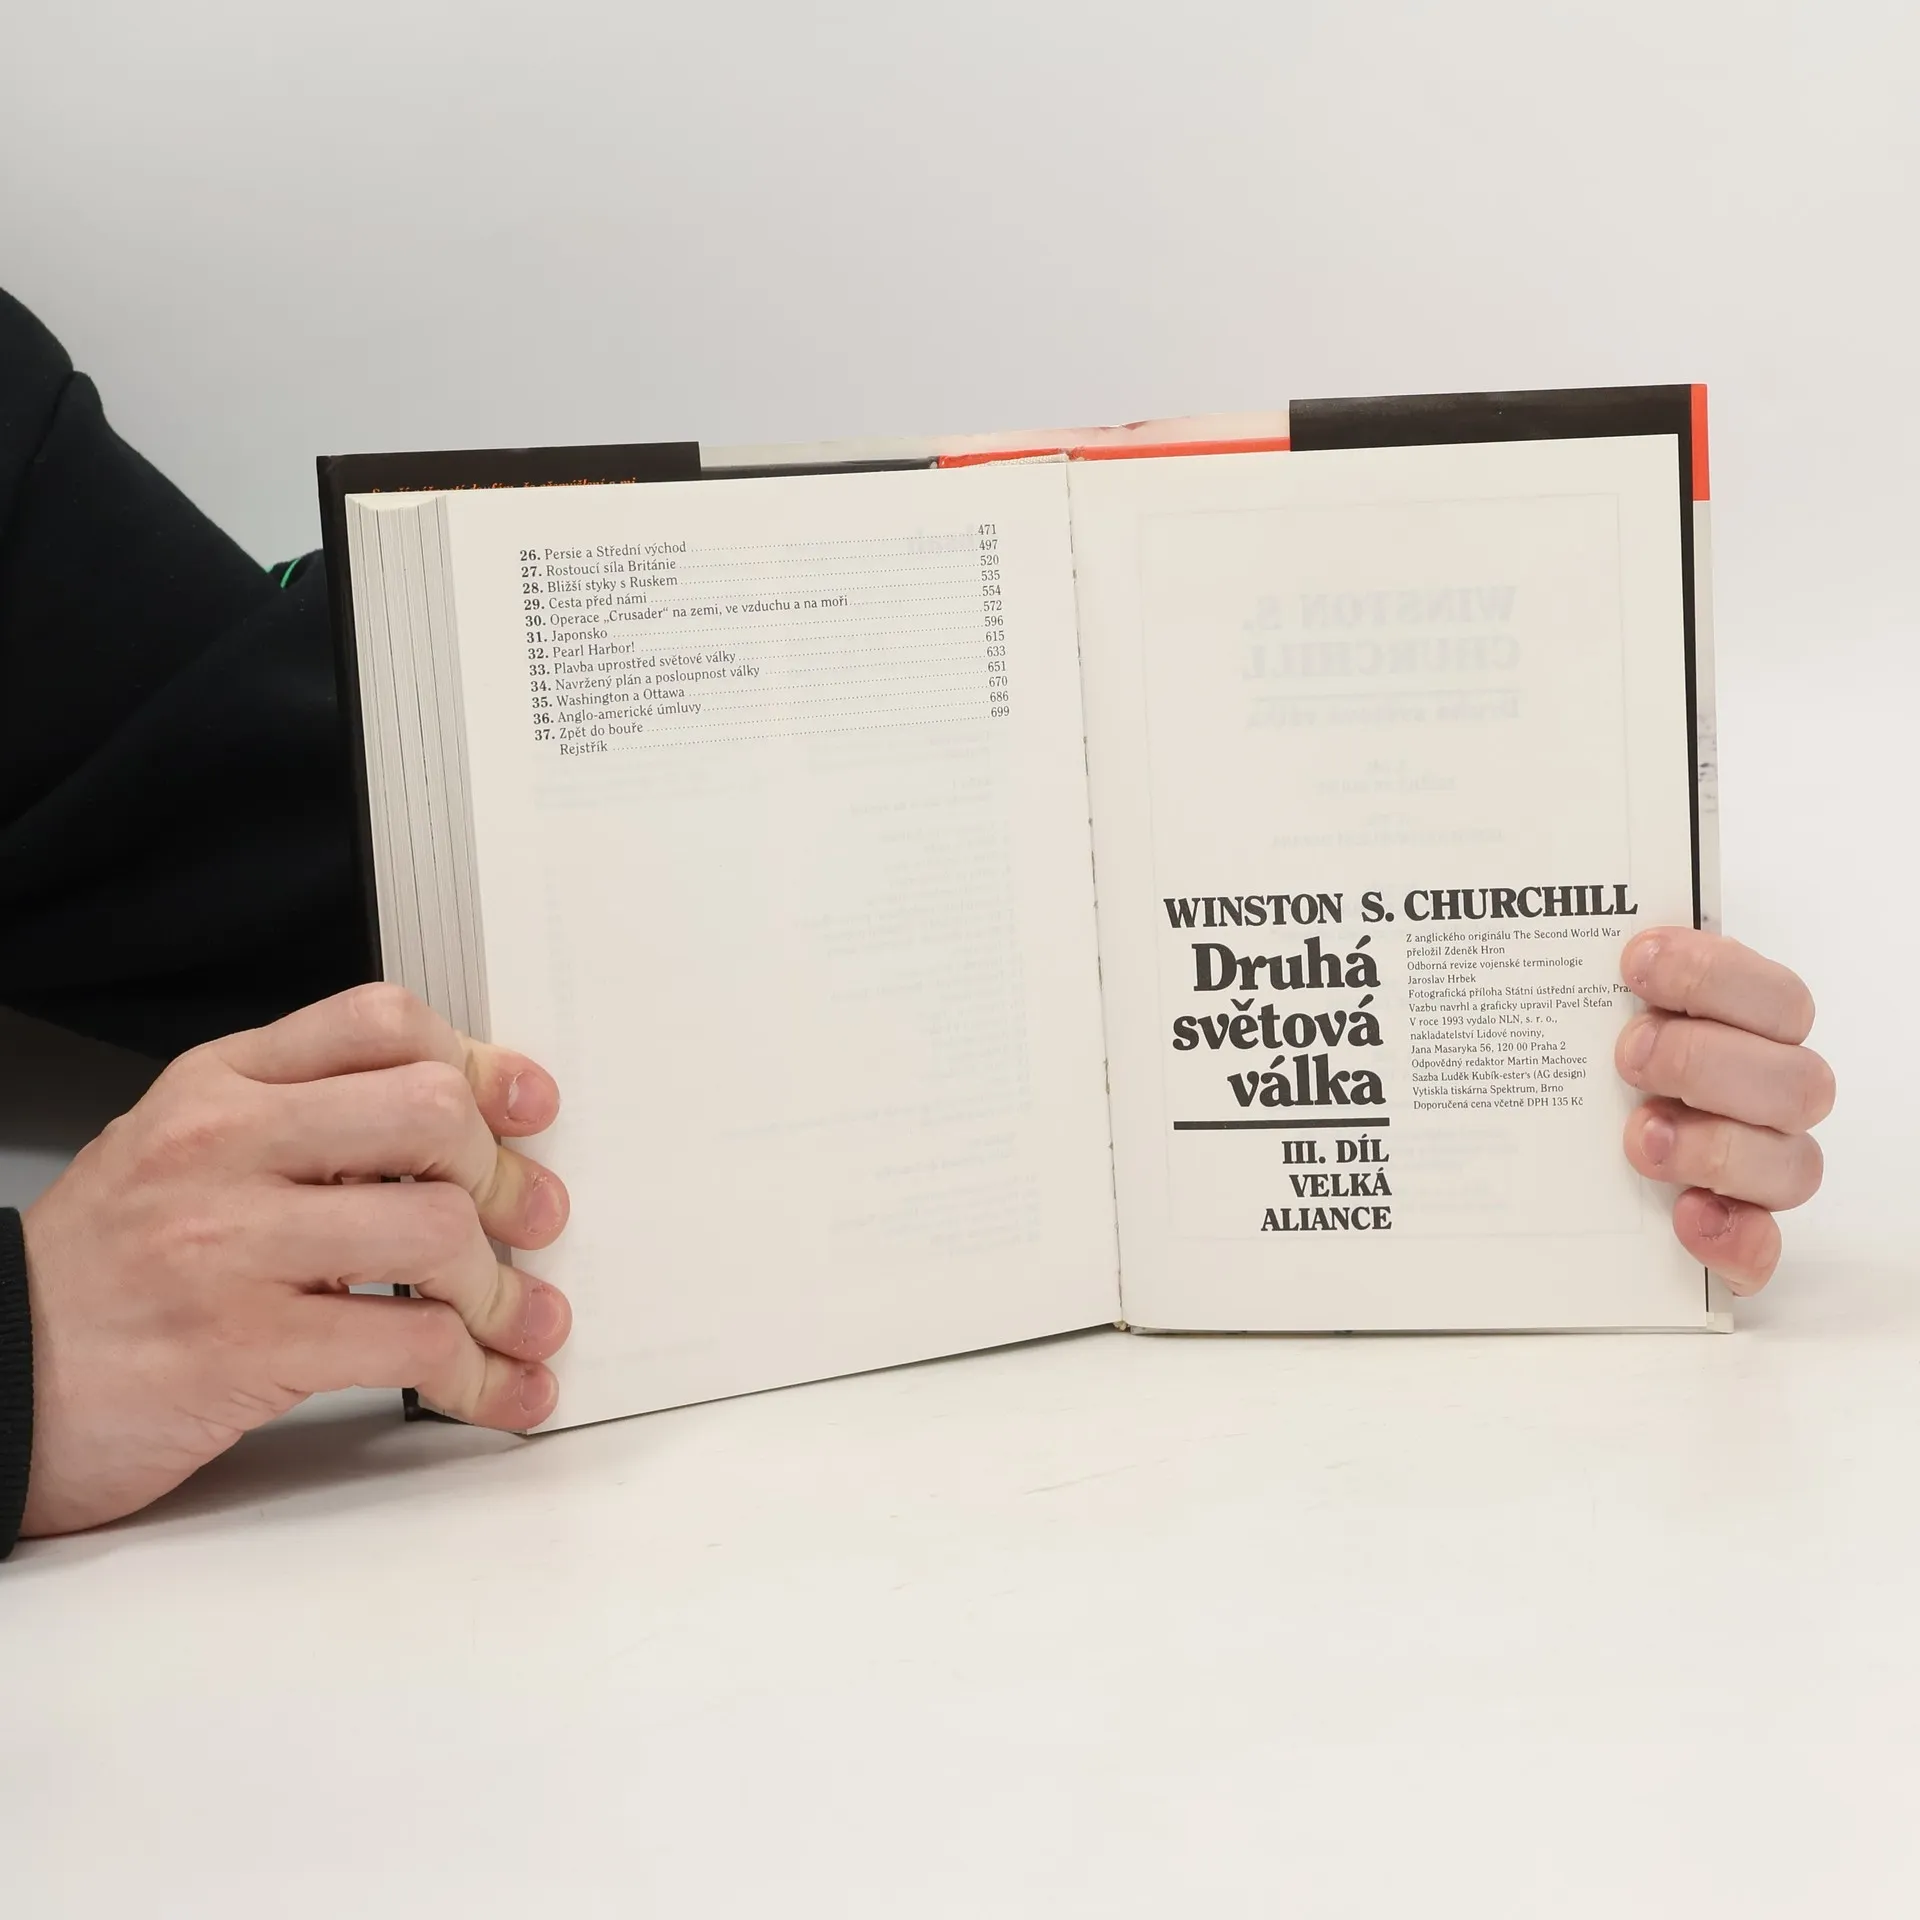 26. Persie a Střední východ ........ 471
27. Rostoucí síla Británie ........ 497
28. Bližší styky s Ruskem ........ 520
29. Cesta před námi ........ 535
30. Operace „Crusader“ na zemi, ve vzduchu a na moři ........ 554
31. Japonsko ........ 572
32. Pearl Harbor! ........ 596
33. Plavba uprostřed světové války ........ 615
34. Navržený plán a posloupnost války ........ 633
35. Washington a Ottawa ........ 651
36. Anglo-americké úmluvy ........ 670
37. Zpět do bouře ........ 686
Rejstřík ........ 699
WINSTON S. CHURCHILL
Druhá
světová
válka
III. DÍL
VELKÁ
ALIANCE
Z anglického originálu The Second World War
přeložil Zdeněk Hron
Odborná revize vojenské terminologie
Jaroslav Hrbek
Fotografická příloha Státní ústřední archiv,
Vazbu navrhl a graficky upravil Pavel Štefan
V roce 1993 vydalo NLN, s. r. o.,
nakladatelství Lidové noviny,
Jana Masaryka 56, 120 00 Praha 2
Odpovědný redaktor Martin Machovec
Sazba Luděk Kubík-ester's (AG design)
Vytiskla tiskárna Spektrum, Brno
Doporučená cena včetně DPH 135 Kč